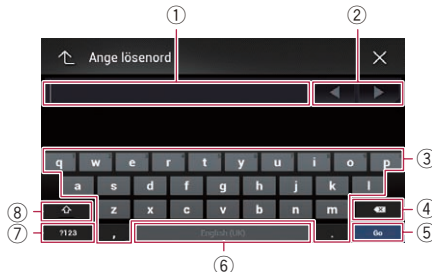 ① ②
Ange lösenord
q w e r t y u i o p ③
a s d f g h j k l
⑧ z x c v b n m ④
⑦ ?123 , English (UK) . Go ⑤
⑥